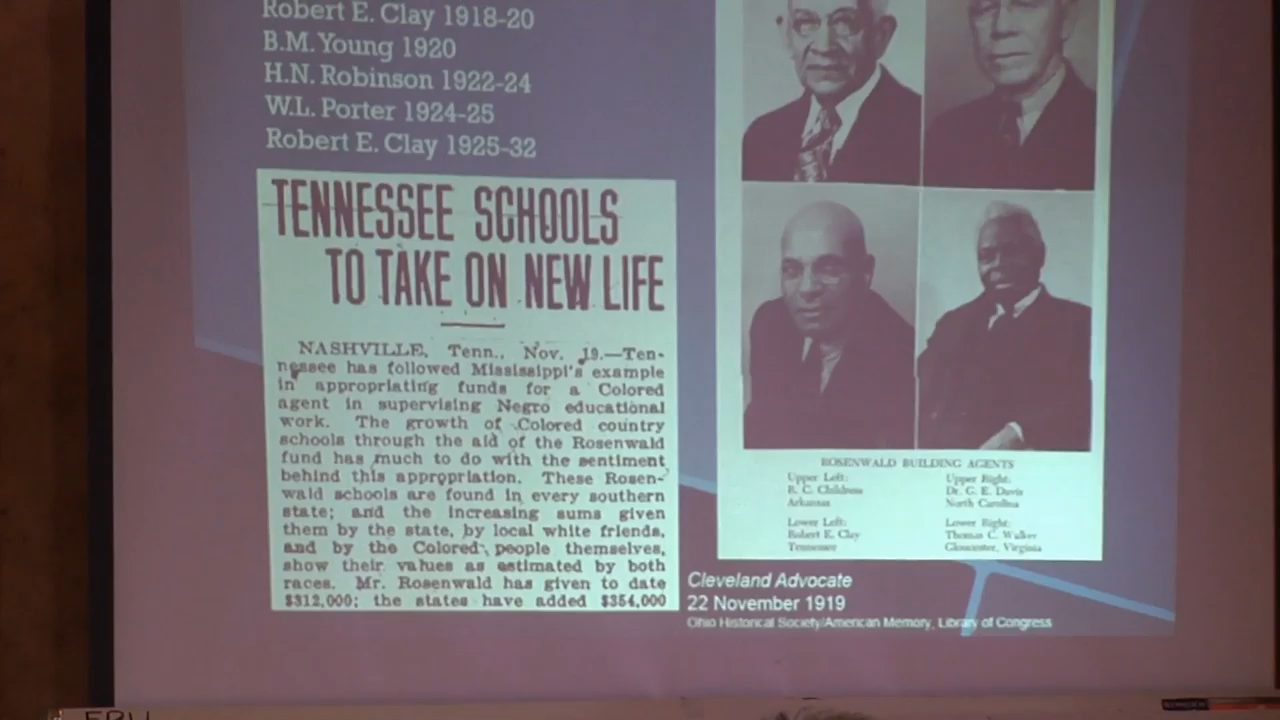 Robert E. Clay 1918-20
B.M. Young 1920
H.N. Robinson 1922-24
W.L. Porter 1924-25
Robert E. Clay 1925-32
TENNESSEE SCHOOLS
TO TAKE ON NEW LIFE
NASHVILLE, Tenn., Nov. 19.—Ten-
nessee has followed Mississippi's example
in appropriating funds for a Colored
agent in supervising Negro educational
work. The growth of Colored country
schools through the aid of the Rosenwald
fund has much to do with the sentiment
behind this appropriation. These Rosen-
wald schools are found in every southern
state; and the increasing sums given
them by the state, by local white friends,
and by the Colored people themselves,
show their values as estimated by both
races. Mr. Rosenwald has given to date
$312,000; the states have added $354,000
ROSENWALD BUILDING AGENTS
Upper Left:
R. C. Childress
Arkansas
Upper Right:
Dr. G. E. Davis
North Carolina
Lower Left:
Robert E. Clay
Tennessee
Lower Right:
Thomas C. Walker
Gloucester, Virginia
Cleveland Advocate
22 November 1919
Ohio Historical Society/American Memory, Library of Congress